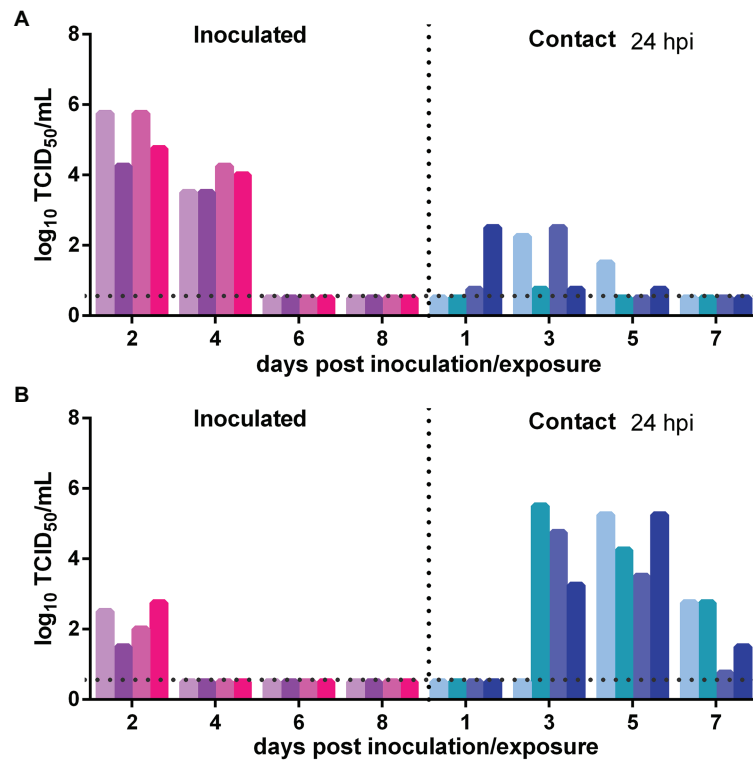 A
Inoculated
Contact 24 hpi
log10 TCID50/mL
8
6
4
2
0
2 4 6 8 1 3 5 7
days post inoculation/exposure
B
Inoculated
Contact 24 hpi
log10 TCID50/mL
8
6
4
2
0
2 4 6 8 1 3 5 7
days post inoculation/exposure